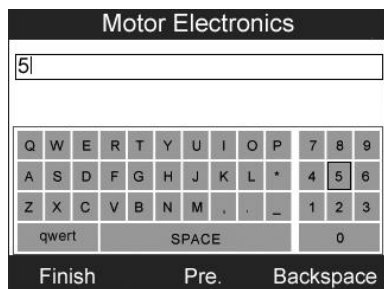 Motor Electronics
5
Q W E R T Y U I O P 7 8 9
A S D F G H J K L * 4 5 6
Z X C V B N M , . _ 1 2 3
qwert SPACE 0
Finish Pre. Backspace